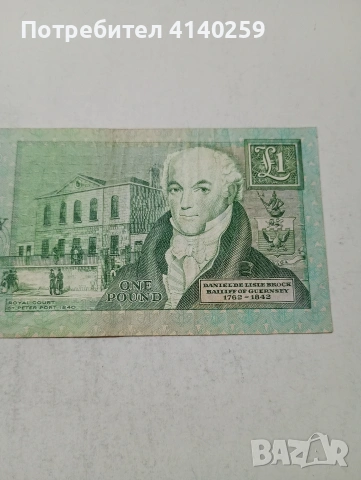 Потребител 4140259
£1
ONE
POUND
DANIEL DE LISLE BROCK
BAILIFF OF GUERNSEY
1762 - 1842
ROYAL COURT
ST PETER PORT, 1840
BAZAR